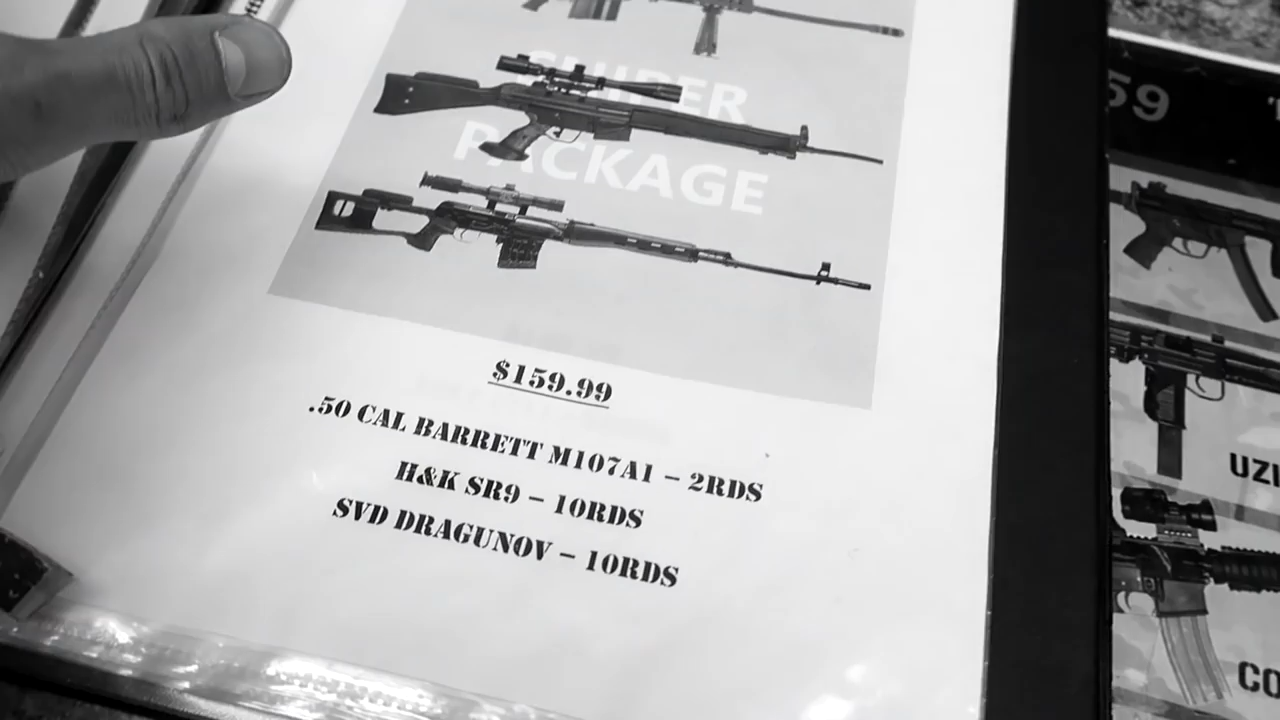 SNIPER
PACKAGE
$159.99
.50 CAL BARRETT M107A1 – 2RDS
H&K SR9 – 10RDS
SVD DRAGUNOV – 10RDS
59
UZI
CO